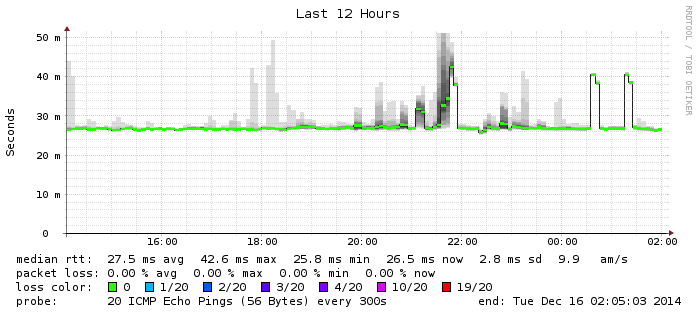 Last 12 Hours
RRDTOOL / TOBI OETIKER
Seconds
50 m
40 m
30 m
20 m
10 m
0
16:00 18:00 20:00 22:00 00:00 02:00
median rtt: 27.5 ms avg 42.6 ms max 25.8 ms min 26.5 ms now 2.8 ms sd 9.9 am/s
packet loss: 0.00 % avg 0.00 % max 0.00 % min 0.00 % now
loss color: 0 1/20 2/20 3/20 4/20 10/20 19/20
probe: 20 ICMP Echo Pings (56 Bytes) every 300s end: Tue Dec 16 02:05:03 2014